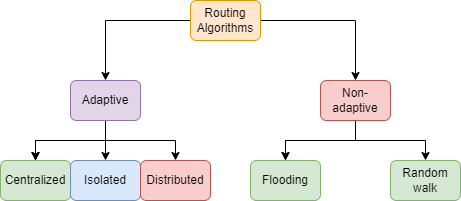 Routing
Algorithms
Adaptive
Non-
adaptive
Centralized
Isolated
Distributed
Flooding
Random
walk